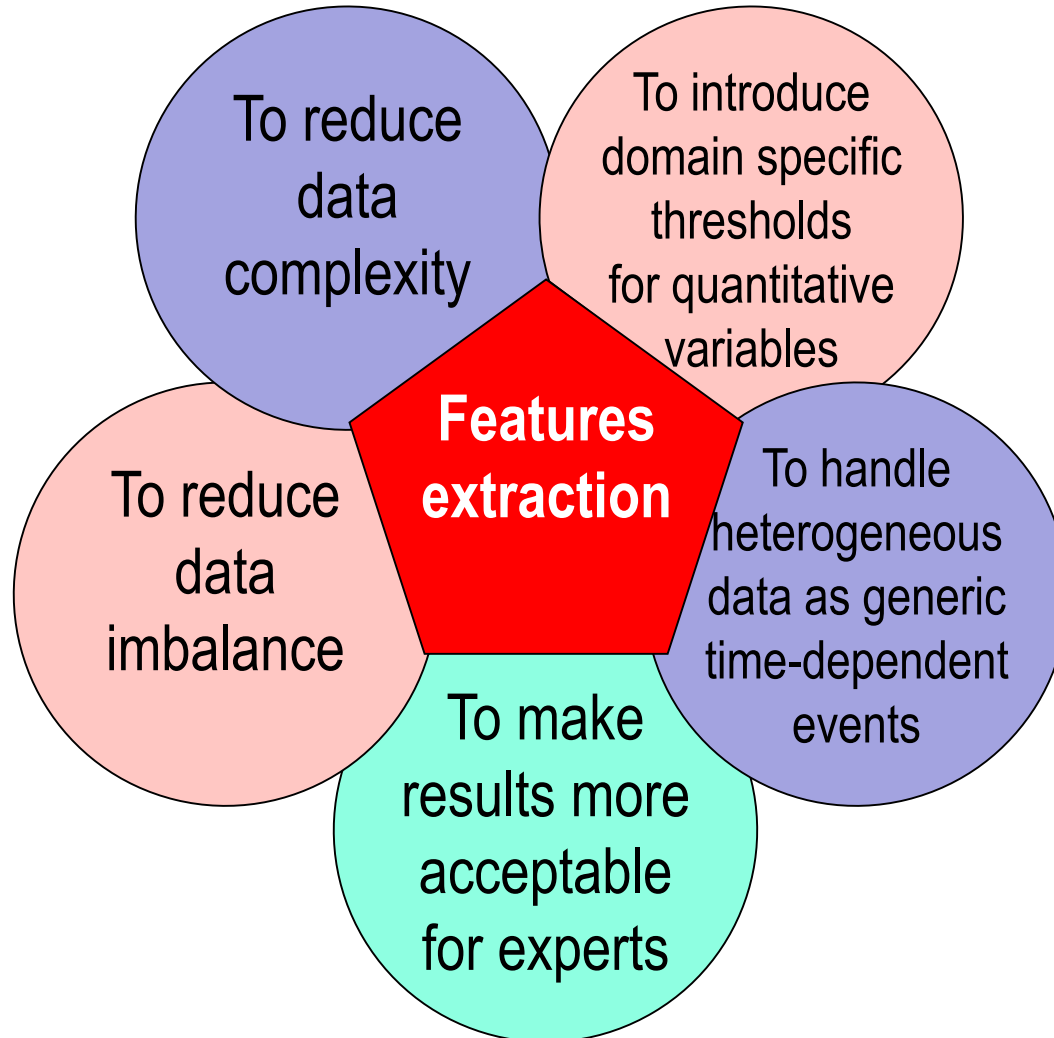 To reduce
data
complexity
To introduce
domain specific
thresholds
for quantitative
variables
Features
extraction
To handle
heterogeneous
data as generic
time-dependent
events
To reduce
data
imbalance
To make
results more
acceptable
for experts